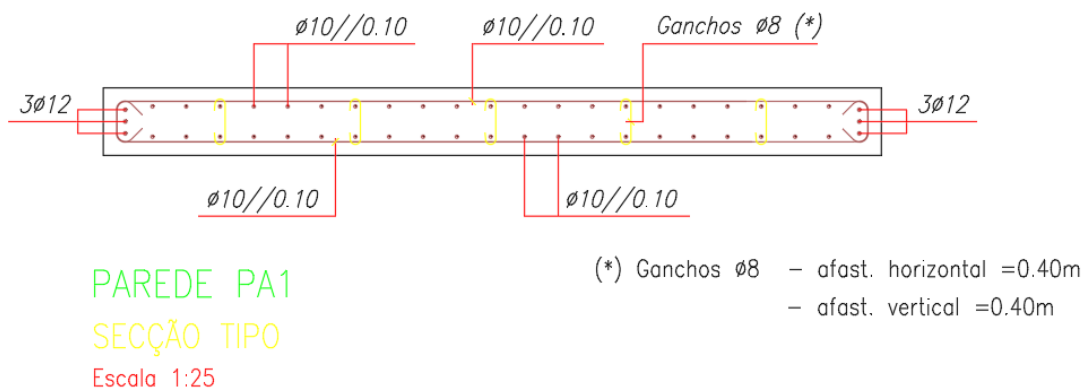 ø10//0.10
ø10//0.10
Ganchos ø8 (*)
3ø12
3ø12
ø10//0.10
ø10//0.10
PAREDE PA1
SECÇÃO TIPO
Escala 1:25
(*) Ganchos ø8 – afast. horizontal =0.40m
– afast. vertical =0.40m